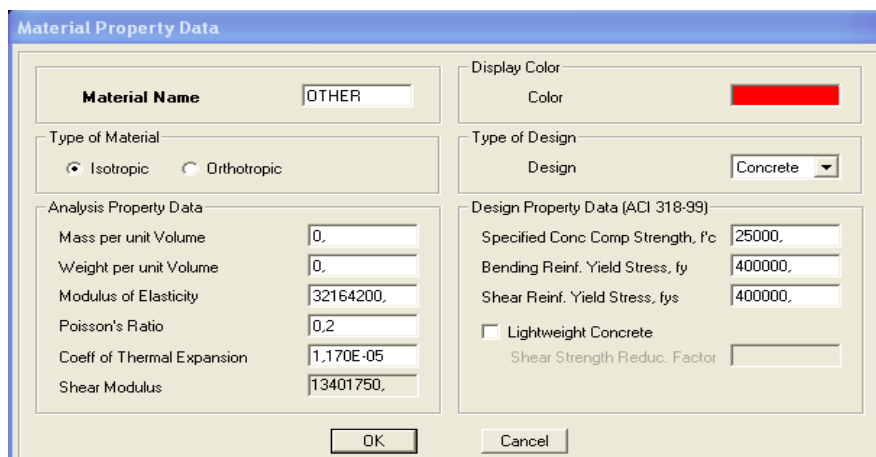 Material Property Data
Material Name OTHER
Display Color
Color
Type of Material
Isotropic Orthotropic
Type of Design
Design Concrete
Analysis Property Data
Mass per unit Volume 0,
Weight per unit Volume 0,
Modulus of Elasticity 32164200,
Poisson's Ratio 0,2
Coeff of Thermal Expansion 1,170E-05
Shear Modulus 13401750,
Design Property Data (ACI 318-99)
Specified Conc Comp Strength, f'c 25000,
Bending Reinf. Yield Stress, fy 400000,
Shear Reinf. Yield Stress, fys 400000,
Lightweight Concrete
Shear Strength Reduc. Factor
OK Cancel